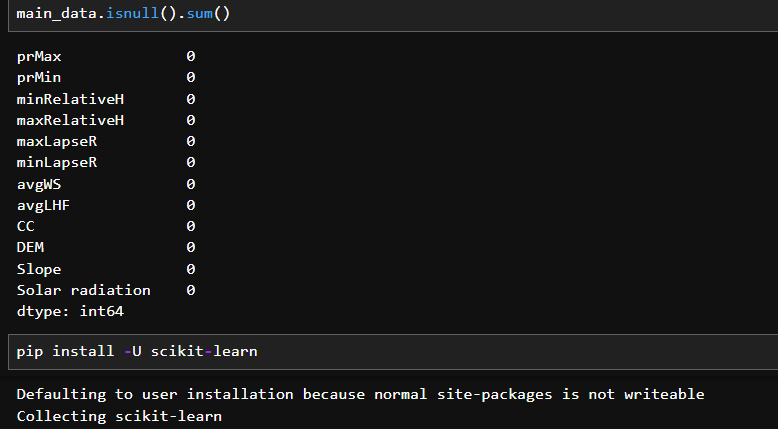 main_data.isnull().sum()
prMax 0
prMin 0
minRelativeH 0
maxRelativeH 0
maxLapseR 0
minLapseR 0
avgWS 0
avgLHF 0
CC 0
DEM 0
Slope 0
Solar radiation 0
dtype: int64
pip install -U scikit-learn
Defaulting to user installation because normal site-packages is not writeable
Collecting scikit-learn